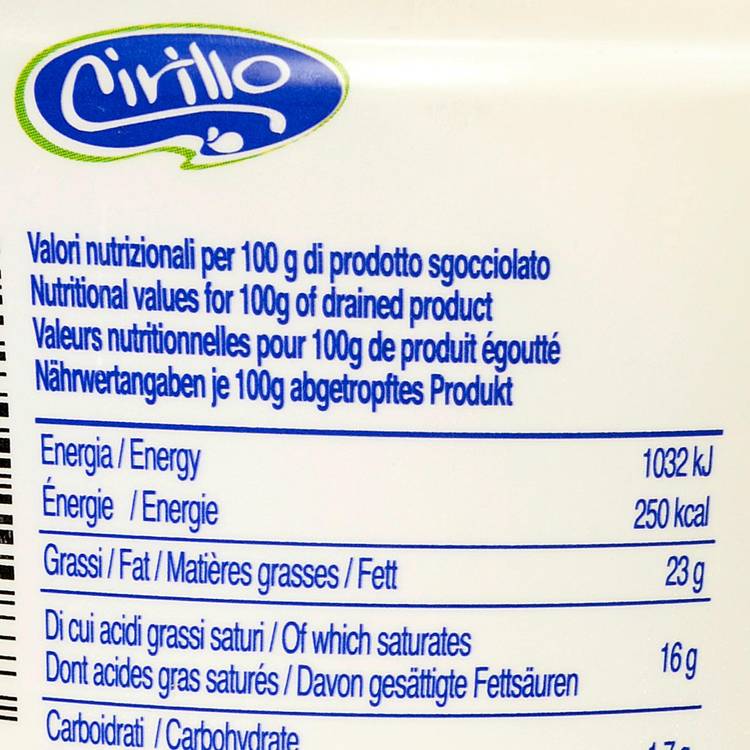 Cirillo
Valori nutrizionali per 100 g di prodotto sgocciolato
Nutritional values for 100g of drained product
Valeurs nutritionnelles pour 100g de produit égoutté
Nährwertangaben je 100g abgetropftes Produkt
Energia / Energy 1032 kJ
Énergie / Energie 250 kcal
Grassi / Fat / Matières grasses / Fett 23 g
Di cui acidi grassi saturi / Of which saturates
Dont acides gras saturés / Davon gesättigte Fettsäuren 16 g
Carboidrati / Carbohydrate